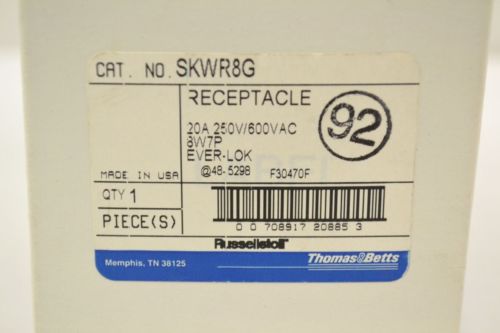 CAT. NO. SKWR8G
RECEPTACLE
92
20A 250V/600VAC
8W7P
EVER-LOK
@48-5298 F30470F
MADE IN USA
QTY 1
PIECE(S)
0 0 708917 20885 3
Russellstoll
Thomas&Betts
Memphis, TN 38125